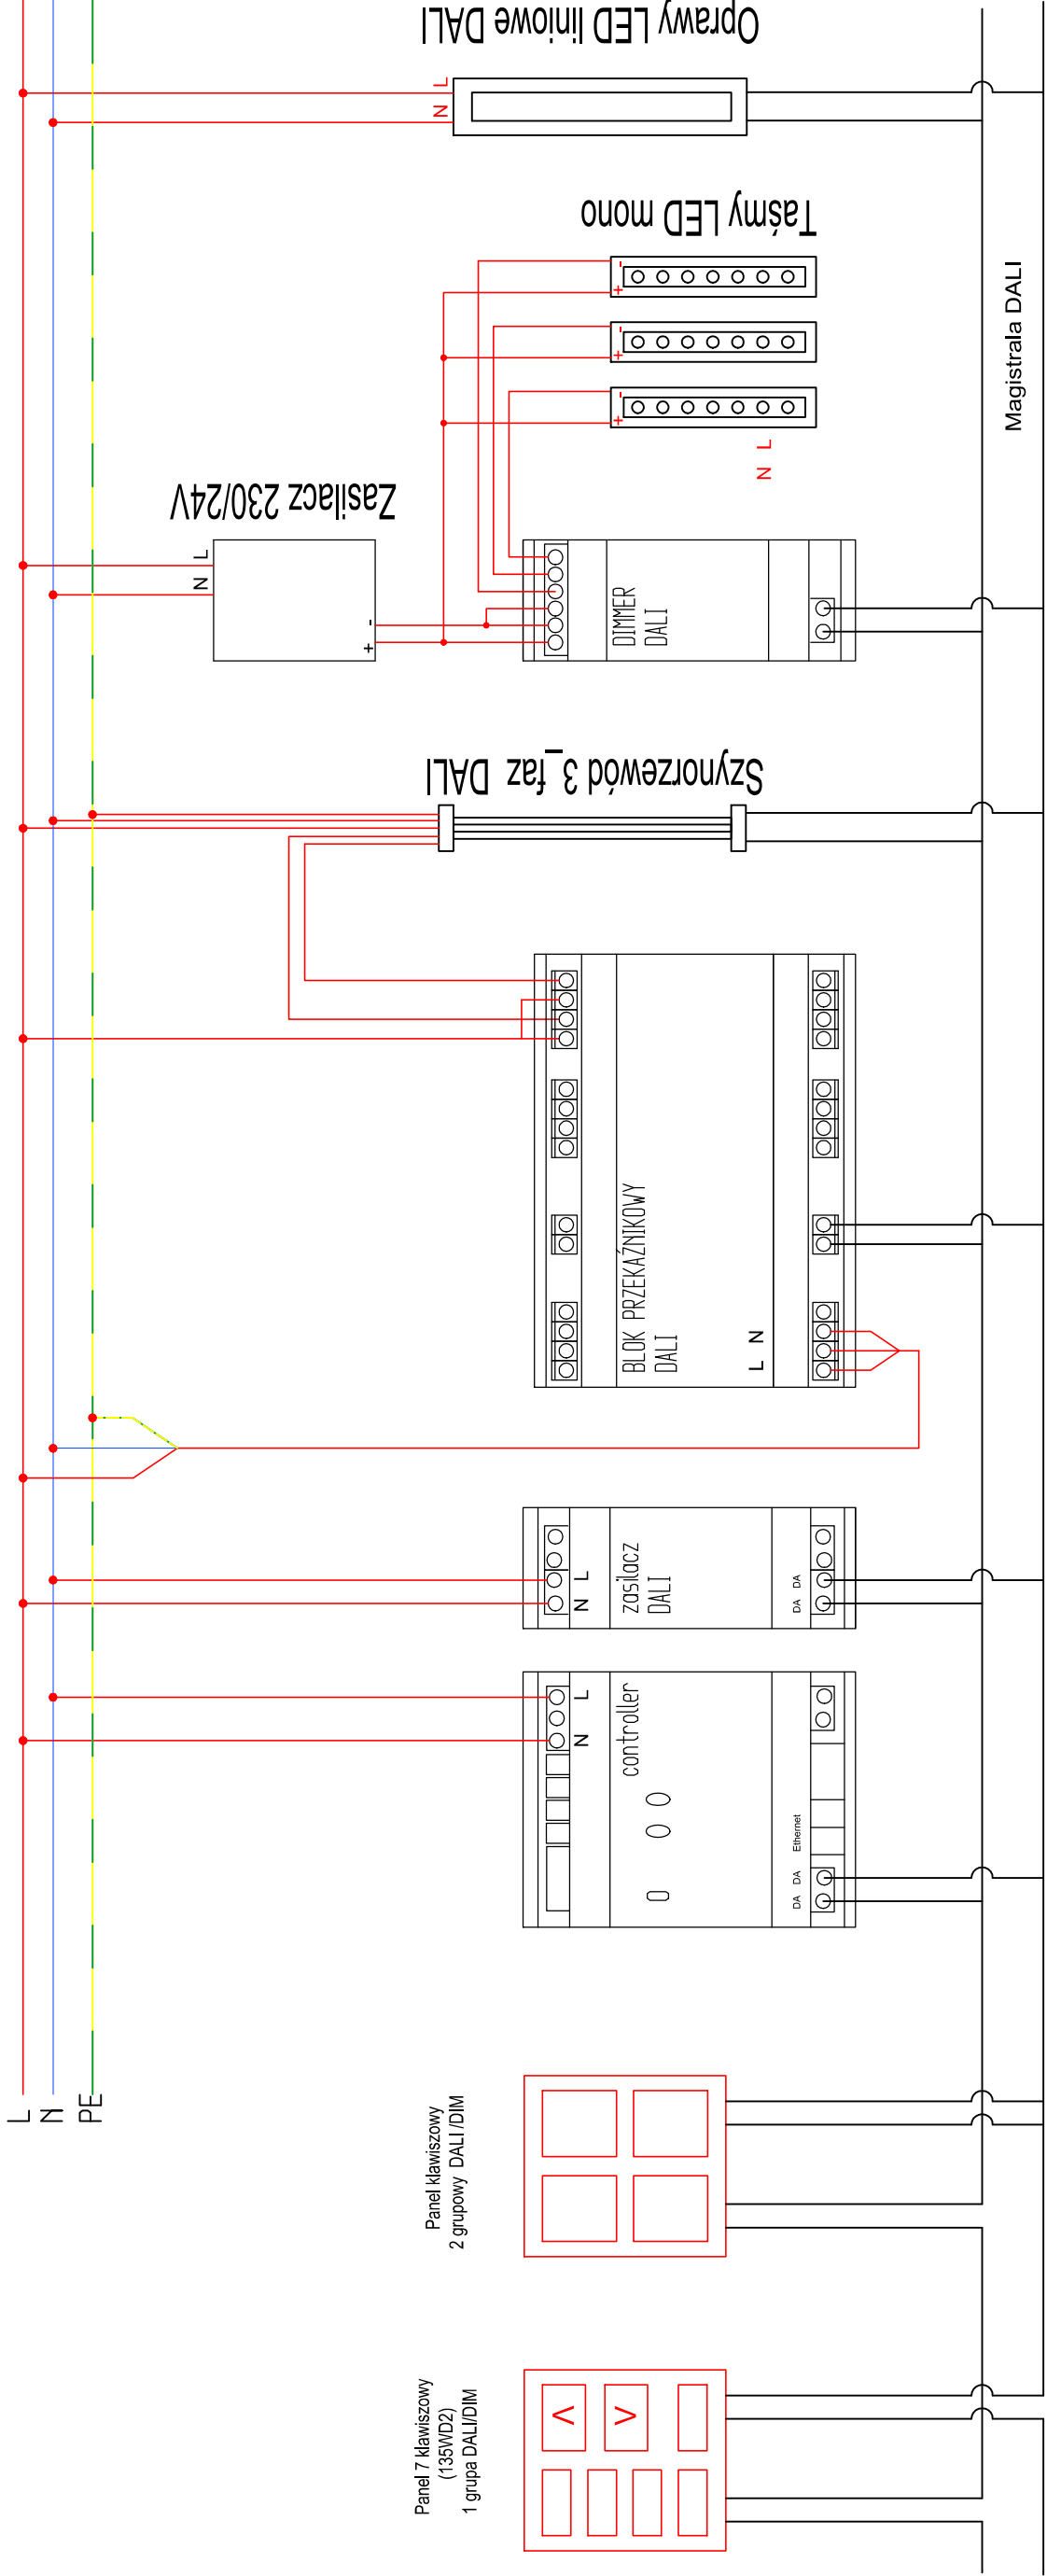 L
N
PE
Panel 7 klawiszowy
(135WD2)
1 grupa DALI/DIM
<
>
Panel klawiszowy
2 grupowy DALI /DIM
controller
N L
DA DA Ethernet
zasilacz
DALI
N L
DA DA
BLOK PRZEKAŹNIKOWY
DALI
L N
Szynorzewód 3_faz DALI
DIMMER
DALI
Zasilacz 230/24V
N L
+ -
Taśmy LED mono
+ -
+ -
+ -
N L
Oprawy LED liniowe DALI
N L
Magistrala DALI